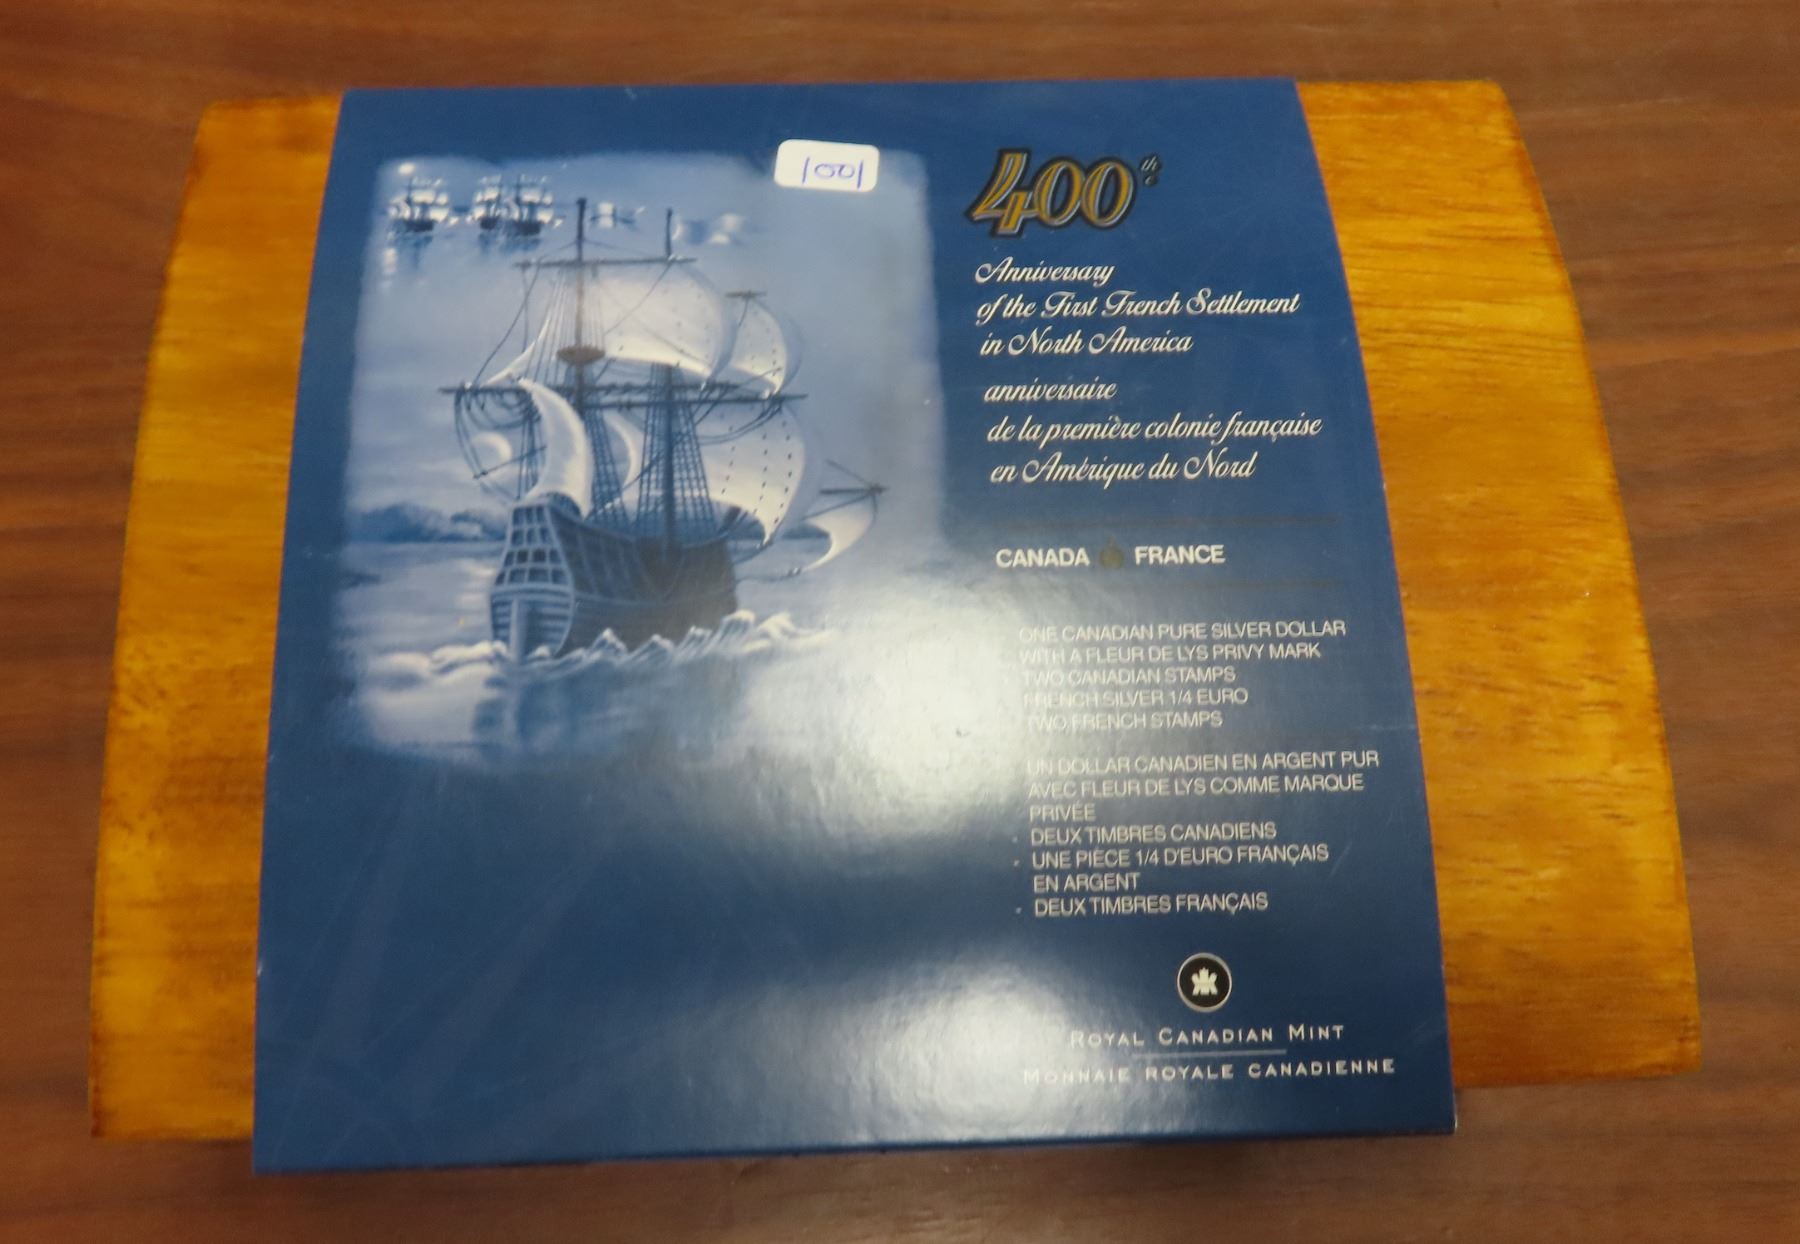 400 th e
Anniversary
of the First French Settlement
in North America
anniversaire
de la première colonie française
en Amérique du Nord
CANADA FRANCE
ONE CANADIAN PURE SILVER DOLLAR
WITH A FLEUR DE LYS PRIVY MARK
TWO CANADIAN STAMPS
FRENCH SILVER 1/4 EURO
TWO FRENCH STAMPS
UN DOLLAR CANADIEN EN ARGENT PUR
AVEC FLEUR DE LYS COMME MARQUE
PRIVÉE
- DEUX TIMBRES CANADIENS
- UNE PIÈCE 1/4 D'EURO FRANÇAIS
EN ARGENT
- DEUX TIMBRES FRANÇAIS
ROYAL CANADIAN MINT
MONNAIE ROYALE CANADIENNE